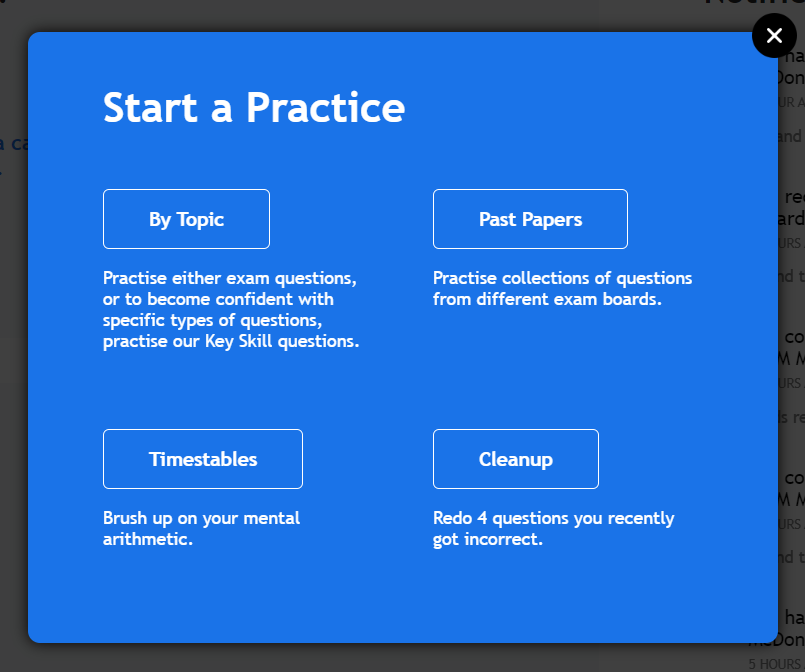 Start a Practice
By Topic
Practise either exam questions,
or to become confident with
specific types of questions,
practise our Key Skill questions.
Past Papers
Practise collections of questions
from different exam boards.
Timestables
Brush up on your mental
arithmetic.
Cleanup
Redo 4 questions you recently
got incorrect.
5 HOURS